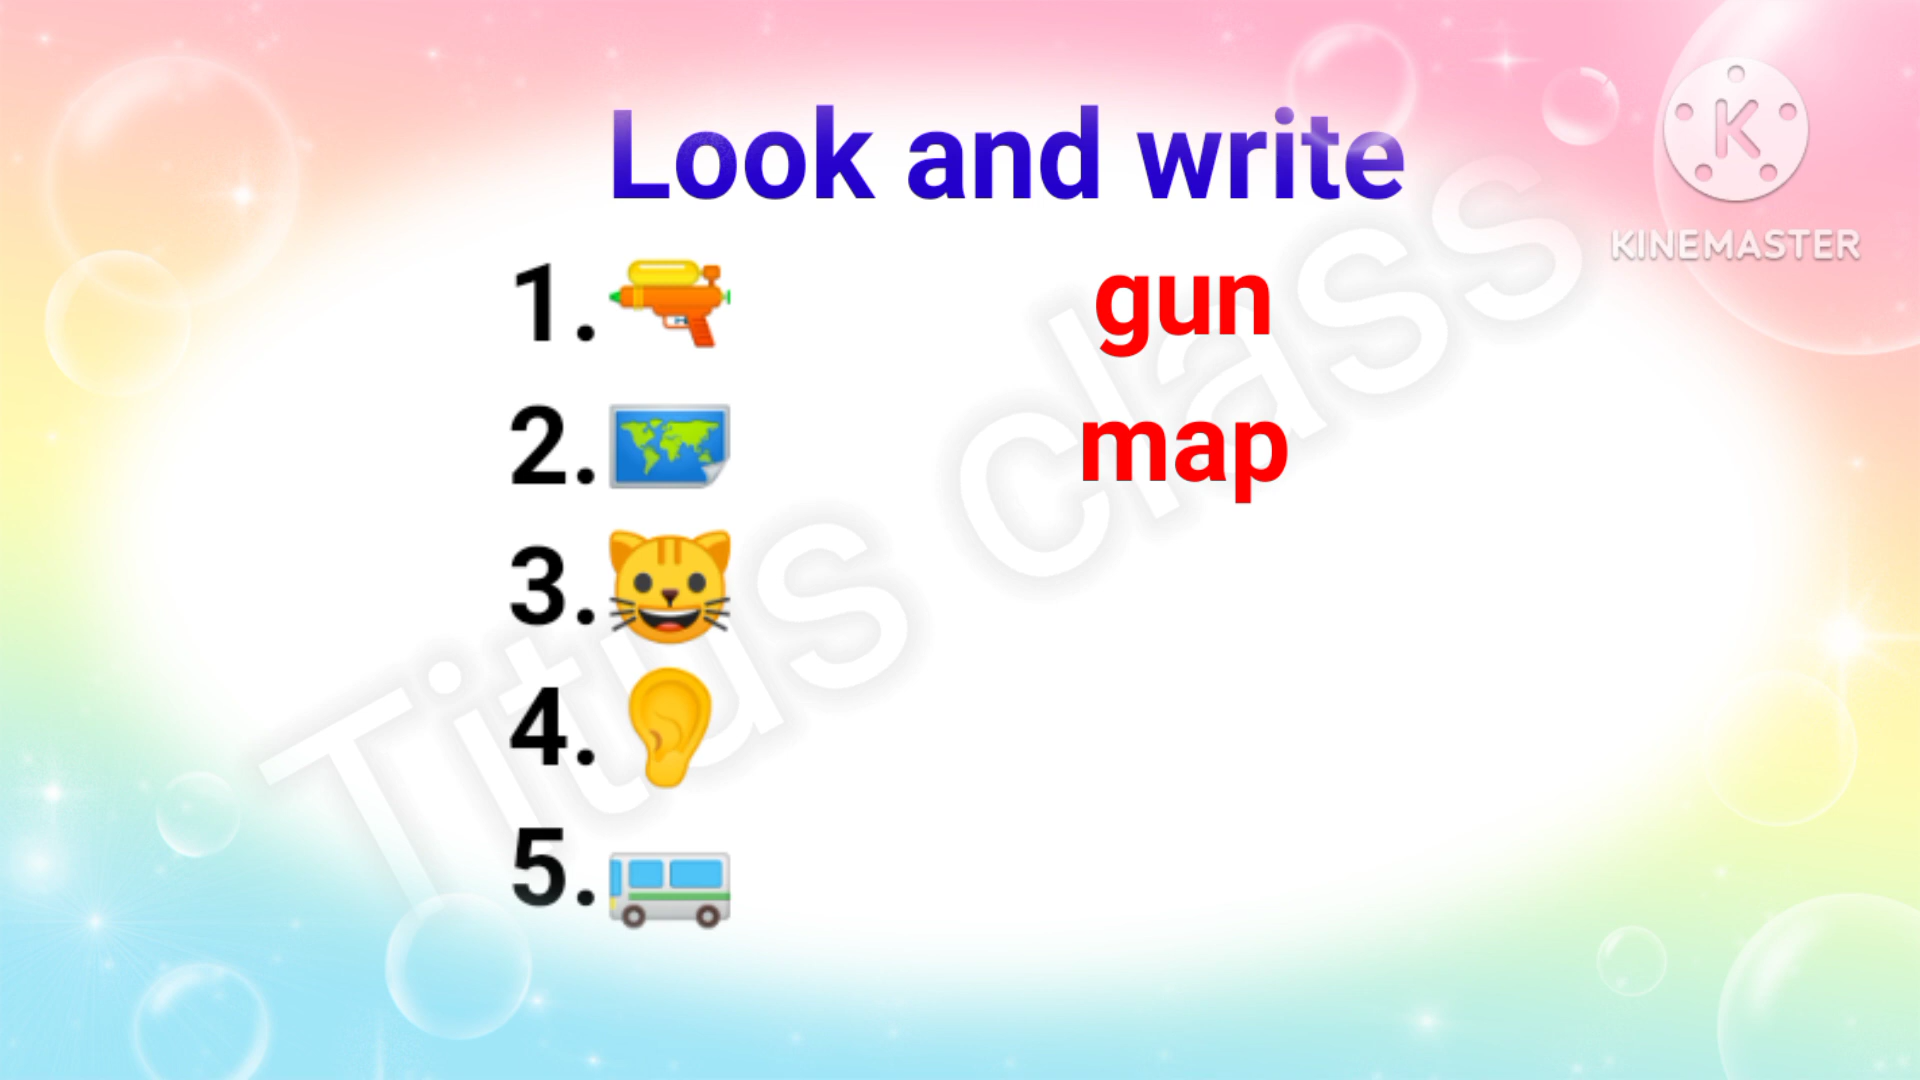 Look and write
K
KINEMASTER
1. gun
2. map
3.
4.
5.
Titus class